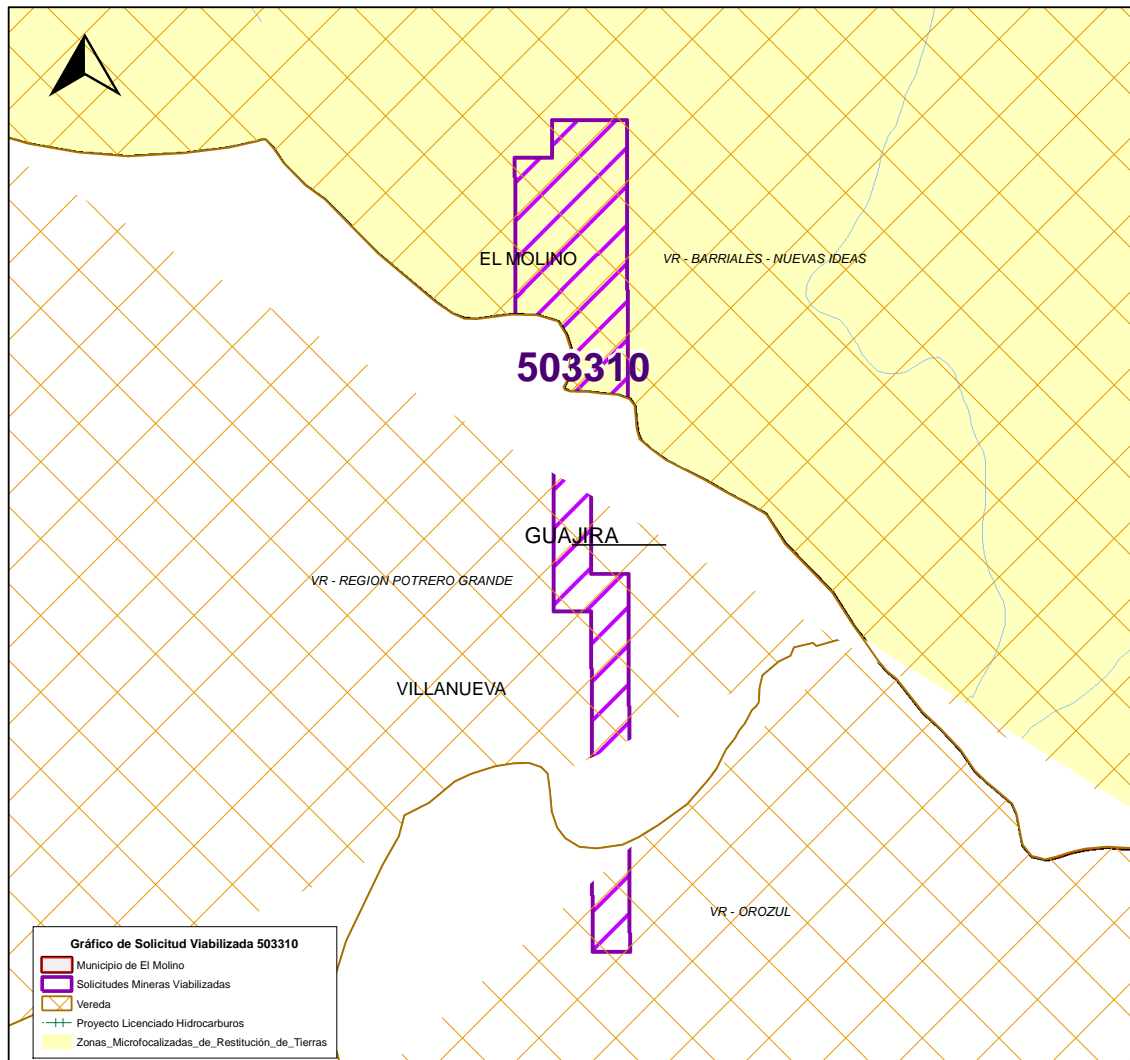 EL MOLINO
VR - BARRIALES - NUEVAS IDEAS
503310
GUAJIRA
VR - REGION POTRERO GRANDE
VILLANUEVA
VR - OROZUL
Gráfico de Solicitud Viabilizada 503310
Municipio de El Molino
Solicitudes Mineras Viabilizadas
Vereda
Proyecto Licenciado Hidrocarburos
Zonas_Microfocalizadas_de_Restitución_de_Tierras